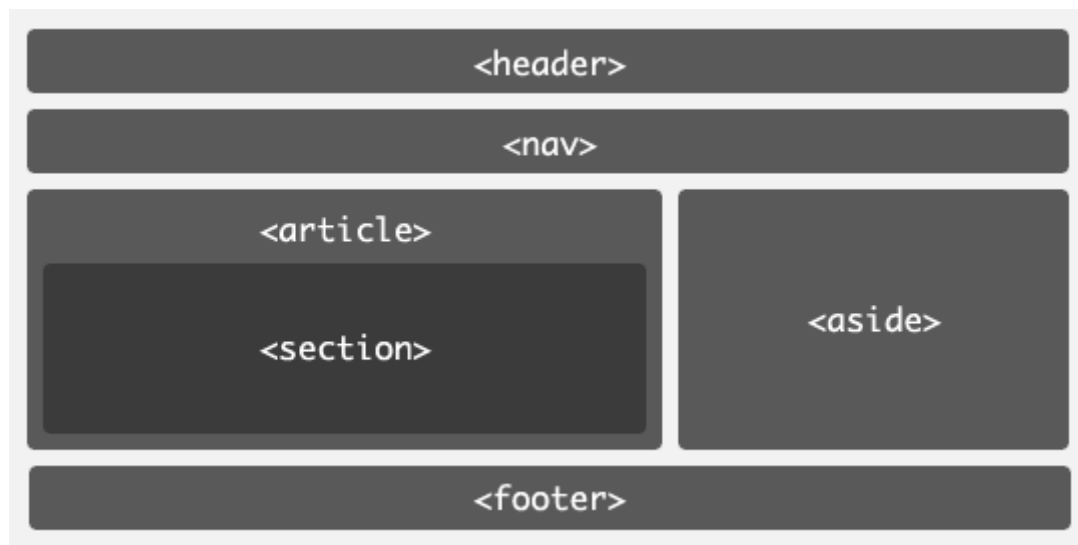 <header>
<nav>
<article>
<section>
<aside>
<footer>